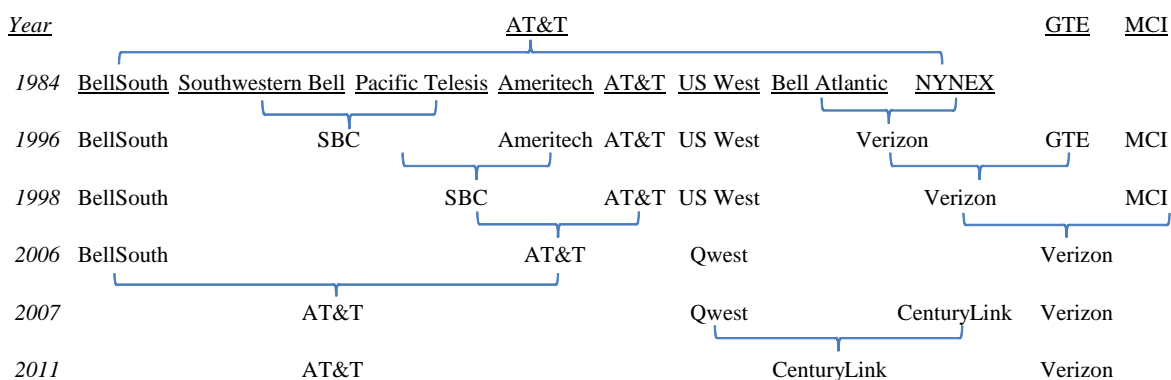 Year AT&T GTE MCI
1984 BellSouth Southwestern Bell Pacific Telesis Ameritech AT&T US West Bell Atlantic NYNEX
1996 BellSouth SBC Ameritech AT&T US West Verizon GTE MCI
1998 BellSouth SBC AT&T US West Verizon MCI
2006 BellSouth AT&T Qwest Verizon
2007 AT&T Qwest CenturyLink Verizon
2011 AT&T CenturyLink Verizon